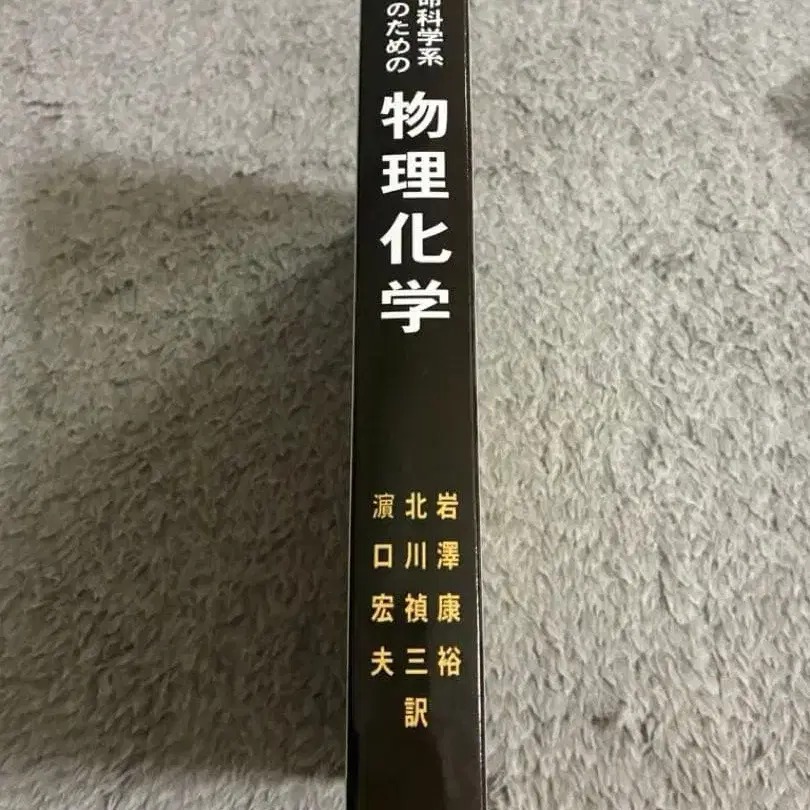 命科学系
のための
物理化学
岩澤康裕
北川禎三
濵口宏夫
訳